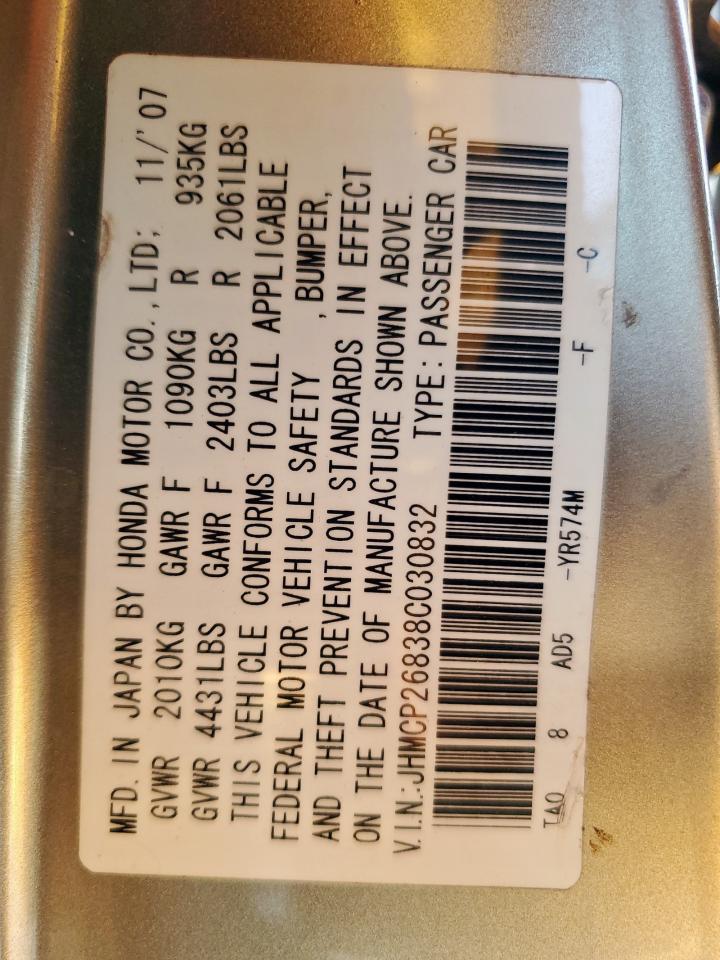 MFD. IN JAPAN BY HONDA MOTOR CO., LTD; 11/'07
GVWR 2010KG GAWR F 1090KG R 935KG
GVWR 4431LBS GAWR F 2403LBS R 2061LBS
THIS VEHICLE CONFORMS TO ALL APPLICABLE
FEDERAL MOTOR VEHICLE SAFETY , BUMPER,
AND THEFT PREVENTION STANDARDS IN EFFECT
ON THE DATE OF MANUFACTURE SHOWN ABOVE.
V.I.N.:JHMCP26838C030832 TYPE:PASSENGER CAR
TA0 8 AD5 -YR574M -F -C